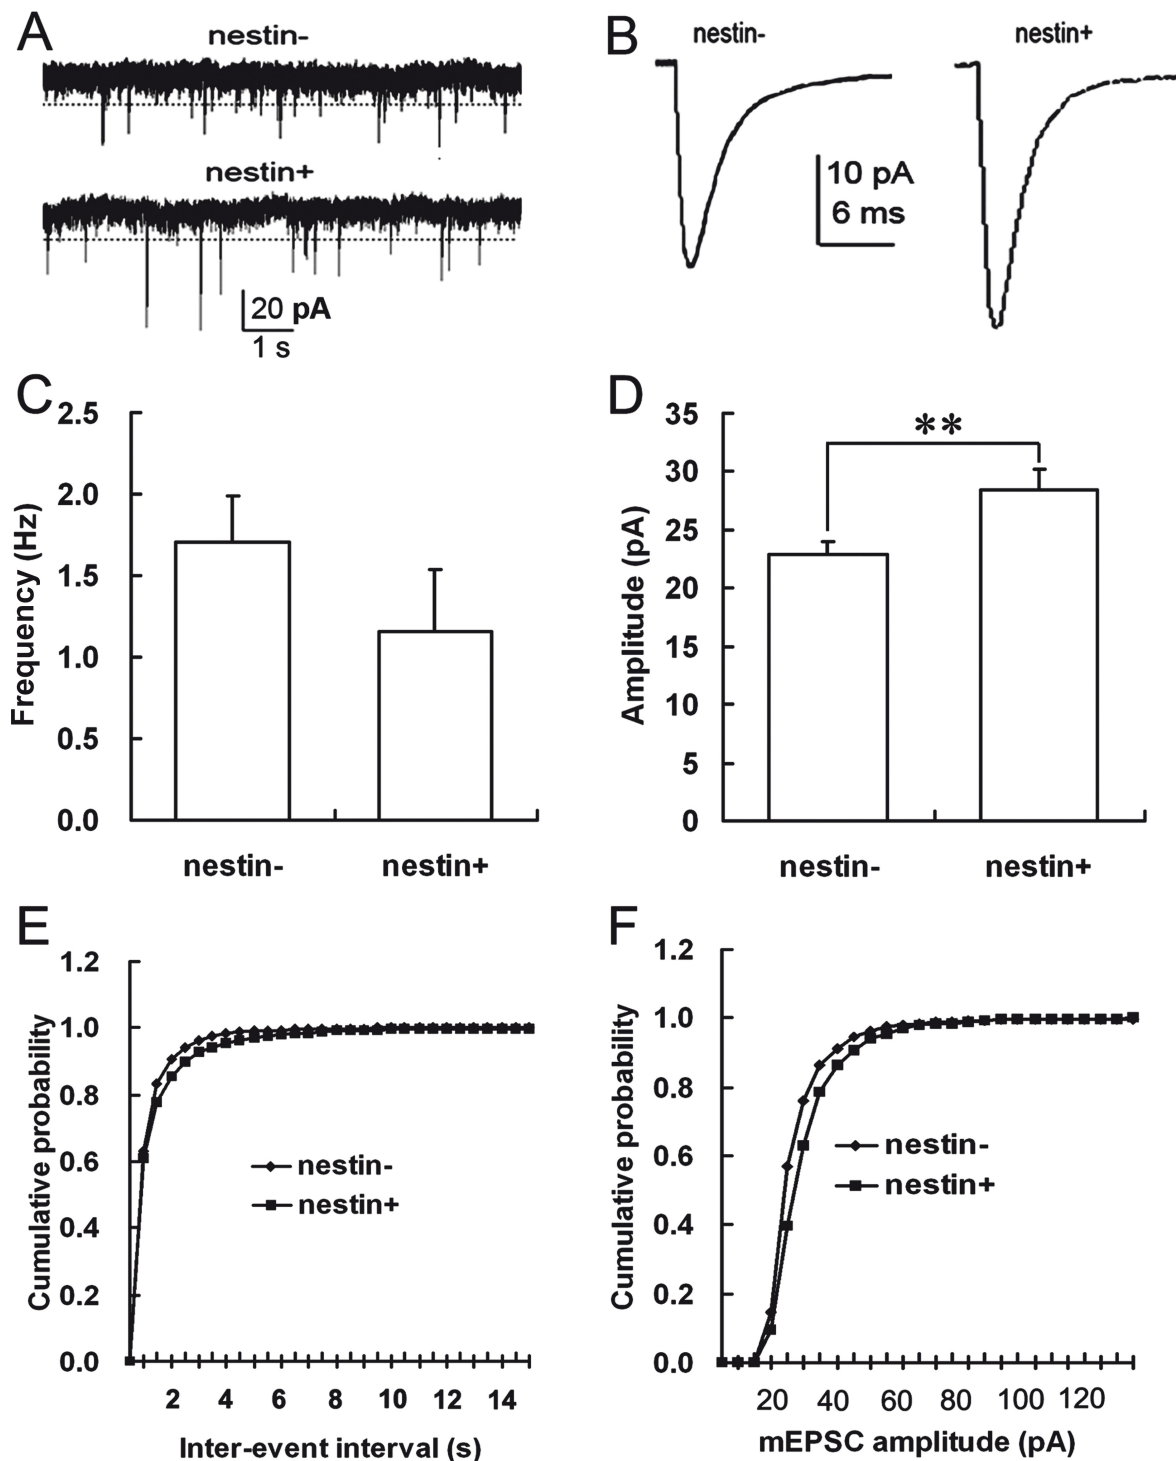 A
nestin-
nestin+
20 pA
1 s
B
nestin-
nestin+
10 pA
6 ms
C
2.5
2.0
1.5
1.0
0.5
0.0
Frequency (Hz)
nestin-
nestin+
D
35
30
25
20
15
10
5
0
Amplitude (pA)
**
nestin-
nestin+
E
1.2
1.0
0.8
0.6
0.4
0.2
0.0
Cumulative probability
nestin-
nestin+
2 4 6 8 10 12 14
Inter-event interval (s)
F
1.2
1.0
0.8
0.6
0.4
0.2
0.0
Cumulative probability
nestin-
nestin+
20 40 60 80 100 120
mEPSC amplitude (pA)